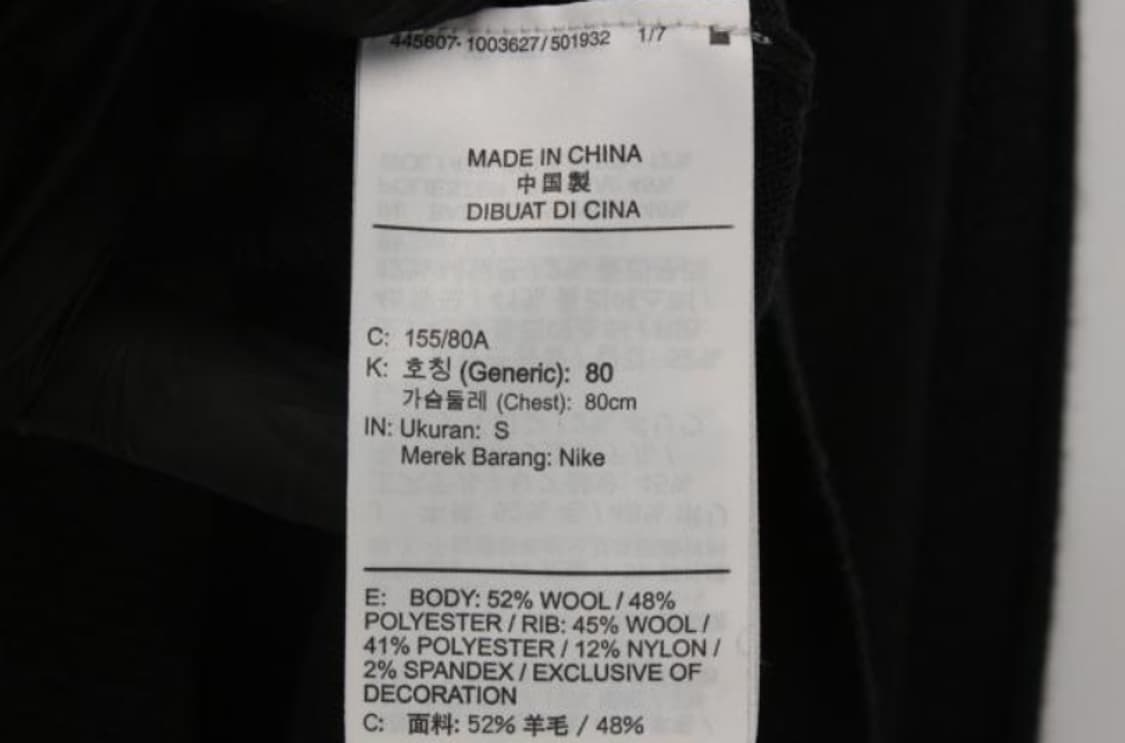 445607-1003627/501932 1/7
MADE IN CHINA
中国製
DIBUAT DI CINA
C: 155/80A
K: 호칭 (Generic): 80
가슴둘레 (Chest): 80cm
IN: Ukuran: S
Merek Barang: Nike
E: BODY: 52% WOOL / 48%
POLYESTER / RIB: 45% WOOL /
41% POLYESTER / 12% NYLON /
2% SPANDEX / EXCLUSIVE OF
DECORATION
C: 面料: 52% 羊毛 / 48%